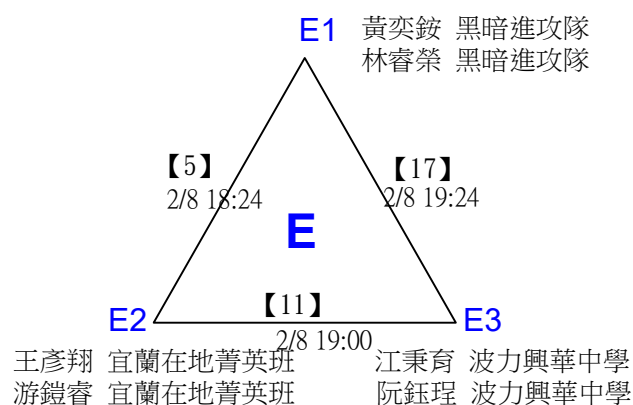 E1 黃奕銨 黑暗進攻隊
林睿榮 黑暗進攻隊
【5】 【17】
2/8 18:24 2/8 19:24
E
【11】
E2 E3
2/8 19:00
王彥翔 宜蘭在地菁英班 江秉育 波力興華中學
游鎧睿 宜蘭在地菁英班 阮鈺珵 波力興華中學